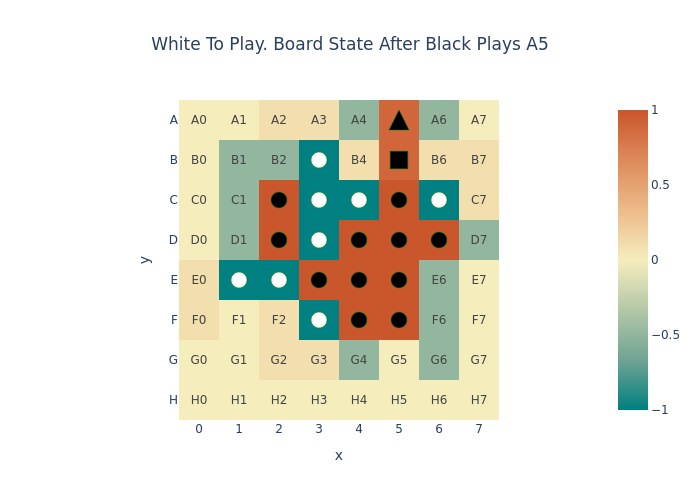 White To Play. Board State After Black Plays A5
A A0 A1 A2 A3 A4 A6 A7
B B0 B1 B2 B4 B6 B7
C C0 C1 C7
D D0 D1 D7
E E0 E6 E7
F F0 F1 F2 F6 F7
G G0 G1 G2 G3 G4 G5 G6 G7
H H0 H1 H2 H3 H4 H5 H6 H7
0 1 2 3 4 5 6 7
x
y
1
0.5
0
−0.5
−1